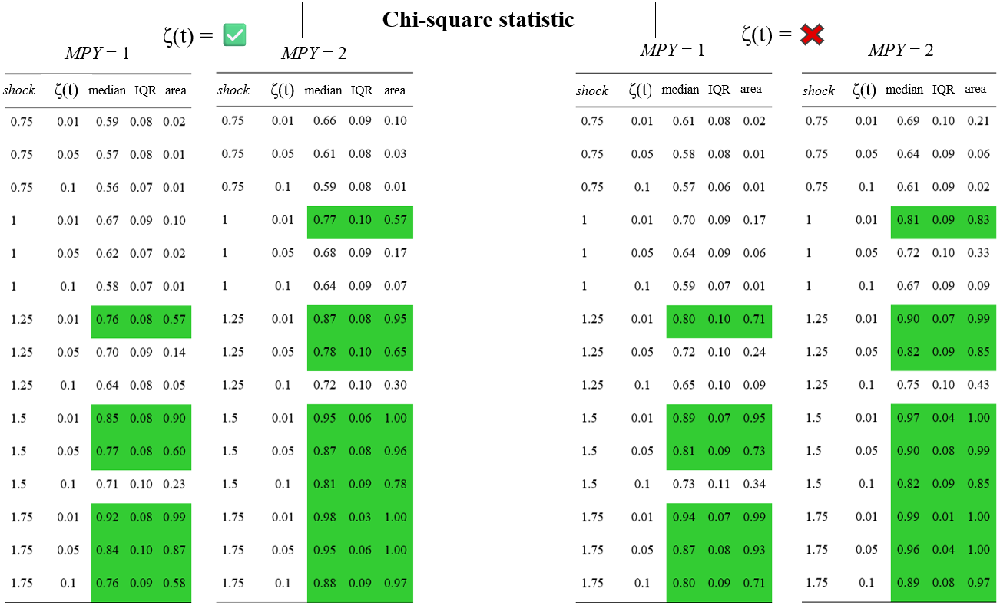 Chi-square statistic
ζ(t) = ✅
MPY = 1
shock ζ(t) median IQR area
0.75 0.01 0.59 0.08 0.02
0.75 0.05 0.57 0.08 0.01
0.75 0.1 0.56 0.07 0.01
1 0.01 0.67 0.09 0.10
1 0.05 0.62 0.07 0.02
1 0.1 0.58 0.07 0.01
1.25 0.01 0.76 0.08 0.57
1.25 0.05 0.70 0.09 0.14
1.25 0.1 0.64 0.08 0.05
1.5 0.01 0.85 0.08 0.90
1.5 0.05 0.77 0.08 0.60
1.5 0.1 0.71 0.10 0.23
1.75 0.01 0.92 0.08 0.99
1.75 0.05 0.84 0.10 0.87
1.75 0.1 0.76 0.09 0.58
MPY = 2
shock ζ(t) median IQR area
0.75 0.01 0.66 0.09 0.10
0.75 0.05 0.61 0.08 0.03
0.75 0.1 0.59 0.08 0.01
1 0.01 0.77 0.10 0.57
1 0.05 0.68 0.09 0.17
1 0.1 0.64 0.09 0.07
1.25 0.01 0.87 0.08 0.95
1.25 0.05 0.78 0.10 0.65
1.25 0.1 0.72 0.10 0.30
1.5 0.01 0.95 0.06 1.00
1.5 0.05 0.87 0.08 0.96
1.5 0.1 0.81 0.09 0.78
1.75 0.01 0.98 0.03 1.00
1.75 0.05 0.95 0.06 1.00
1.75 0.1 0.88 0.09 0.97
ζ(t) = ❌
MPY = 1
shock ζ(t) median IQR area
0.75 0.01 0.61 0.08 0.02
0.75 0.05 0.58 0.08 0.01
0.75 0.1 0.57 0.06 0.01
1 0.01 0.70 0.09 0.17
1 0.05 0.64 0.09 0.06
1 0.1 0.59 0.07 0.01
1.25 0.01 0.80 0.10 0.71
1.25 0.05 0.72 0.10 0.24
1.25 0.1 0.65 0.10 0.09
1.5 0.01 0.89 0.07 0.95
1.5 0.05 0.81 0.09 0.73
1.5 0.1 0.73 0.11 0.34
1.75 0.01 0.94 0.07 0.99
1.75 0.05 0.87 0.08 0.93
1.75 0.1 0.80 0.09 0.71
MPY = 2
shock ζ(t) median IQR area
0.75 0.01 0.69 0.10 0.21
0.75 0.05 0.64 0.09 0.06
0.75 0.1 0.61 0.09 0.02
1 0.01 0.81 0.09 0.83
1 0.05 0.72 0.10 0.33
1 0.1 0.67 0.09 0.09
1.25 0.01 0.90 0.07 0.99
1.25 0.05 0.82 0.09 0.85
1.25 0.1 0.75 0.10 0.43
1.5 0.01 0.97 0.04 1.00
1.5 0.05 0.90 0.08 0.99
1.5 0.1 0.82 0.09 0.85
1.75 0.01 0.99 0.01 1.00
1.75 0.05 0.96 0.04 1.00
1.75 0.1 0.89 0.08 0.97